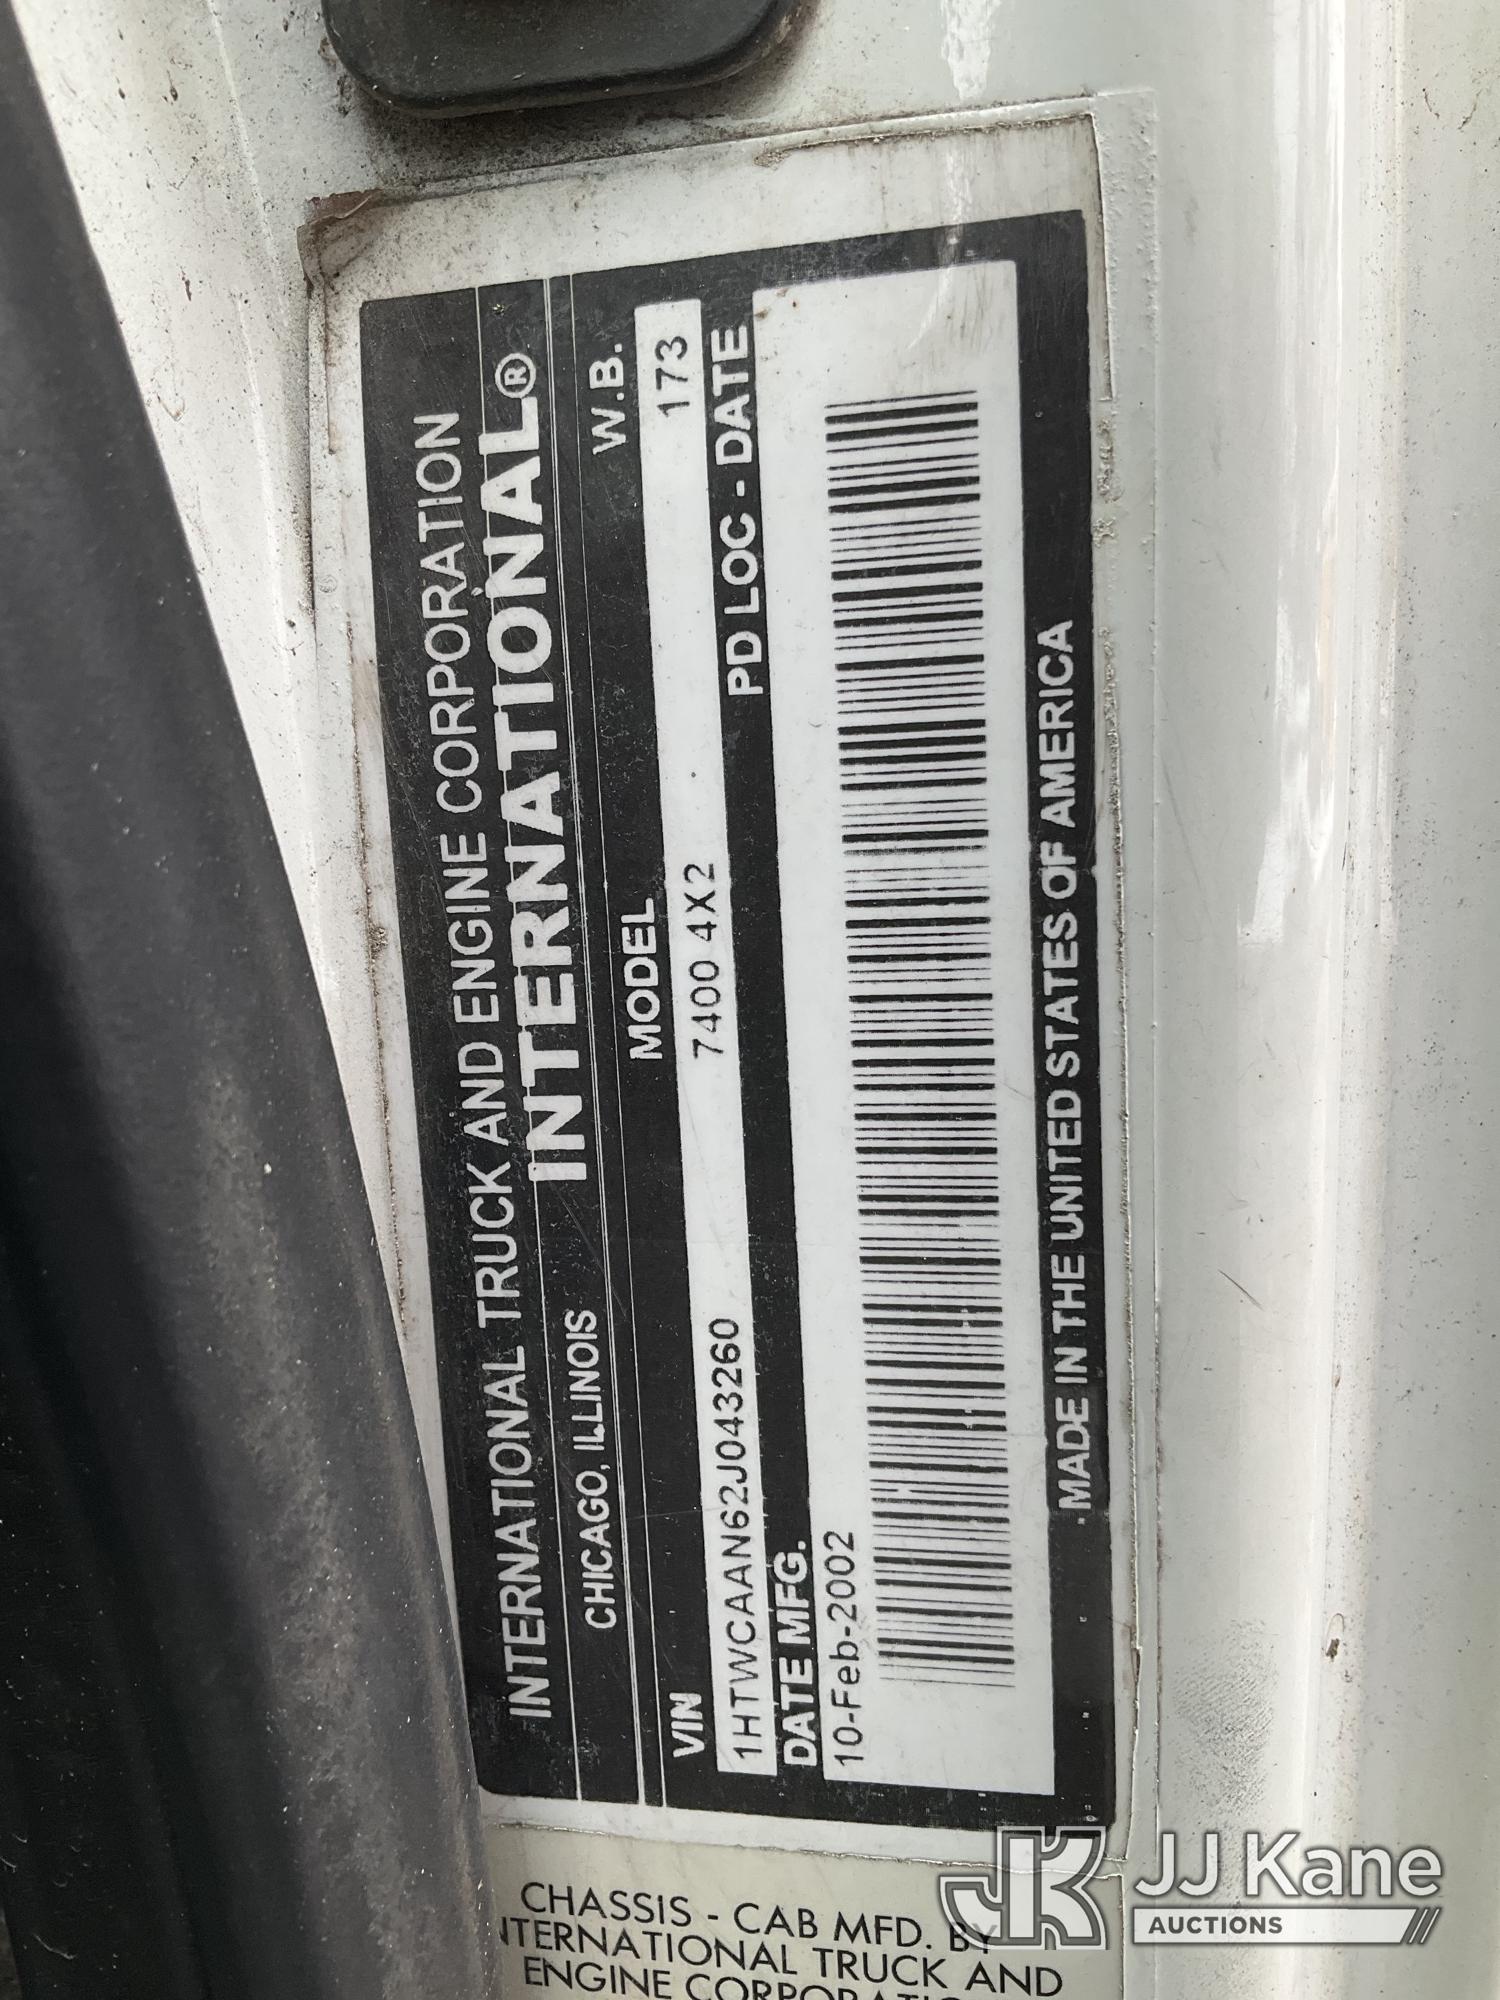 INTERNATIONAL TRUCK AND ENGINE CORPORATION
CHICAGO, ILLINOIS INTERNATIONAL®
VIN MODEL W.B.
1HTWCAAN62J043260 7400 4X2 173
DATE MFG. PD LOC - DATE
10-Feb-2002
MADE IN THE UNITED STATES OF AMERICA
CHASSIS - CAB MFD. BY
INTERNATIONAL TRUCK AND
ENGINE CORPORATION
JK JJ Kane
AUCTIONS